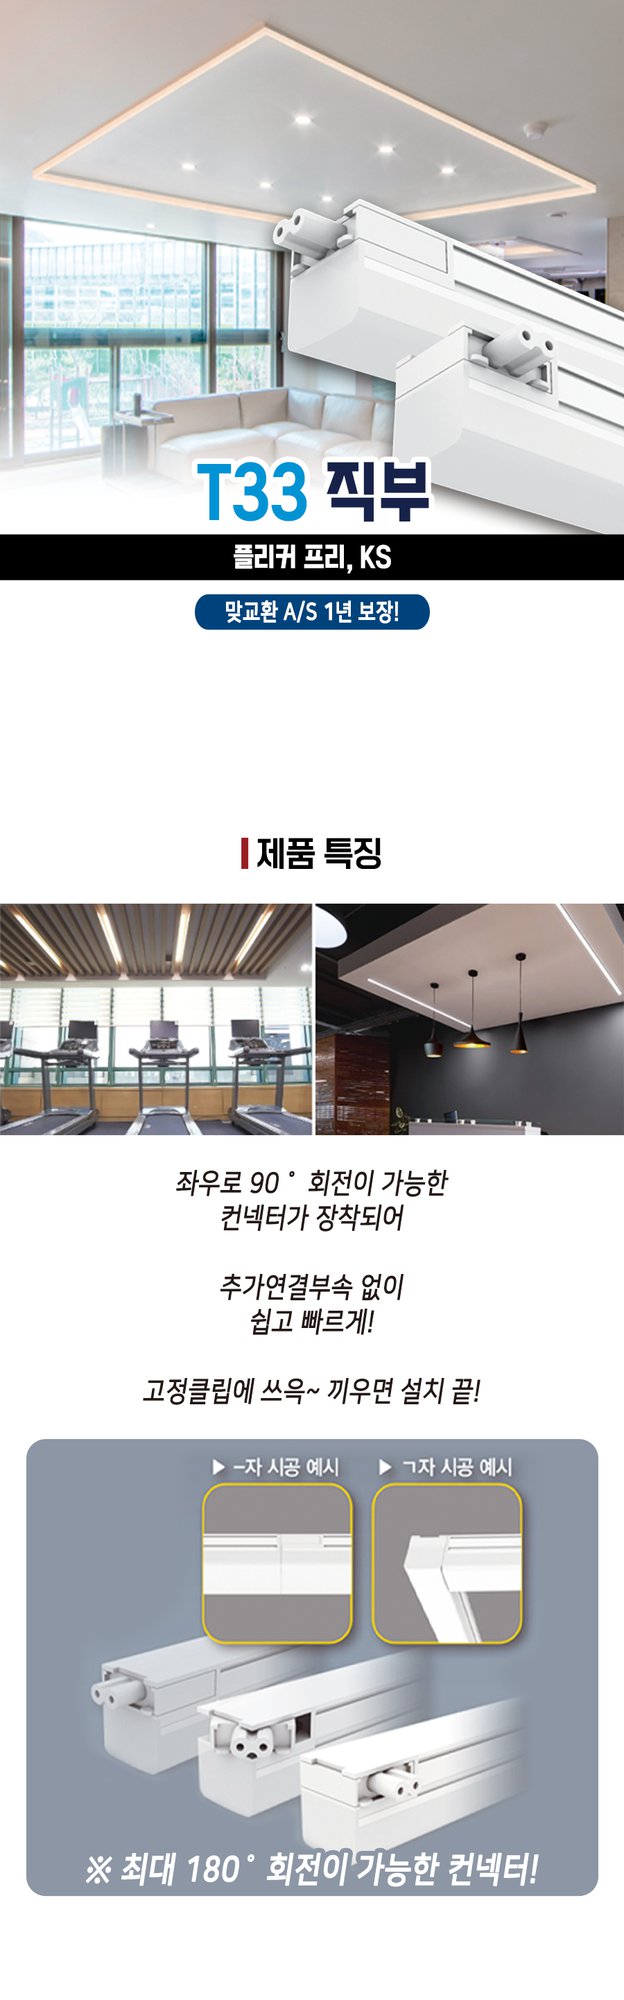 T33 직부
플리커 프리, KS
맞교환 A/S 1년 보장!
제품 특징
좌우로 90˚ 회전이 가능한
컨넥터가 장착되어
추가연결부속 없이
쉽고 빠르게!
고정클립에 쓰윽~ 끼우면 설치 끝!
▶ ㅡ자 시공 예시
▶ ㄱ자 시공 예시
※ 최대 180˚ 회전이 가능한 컨넥터!